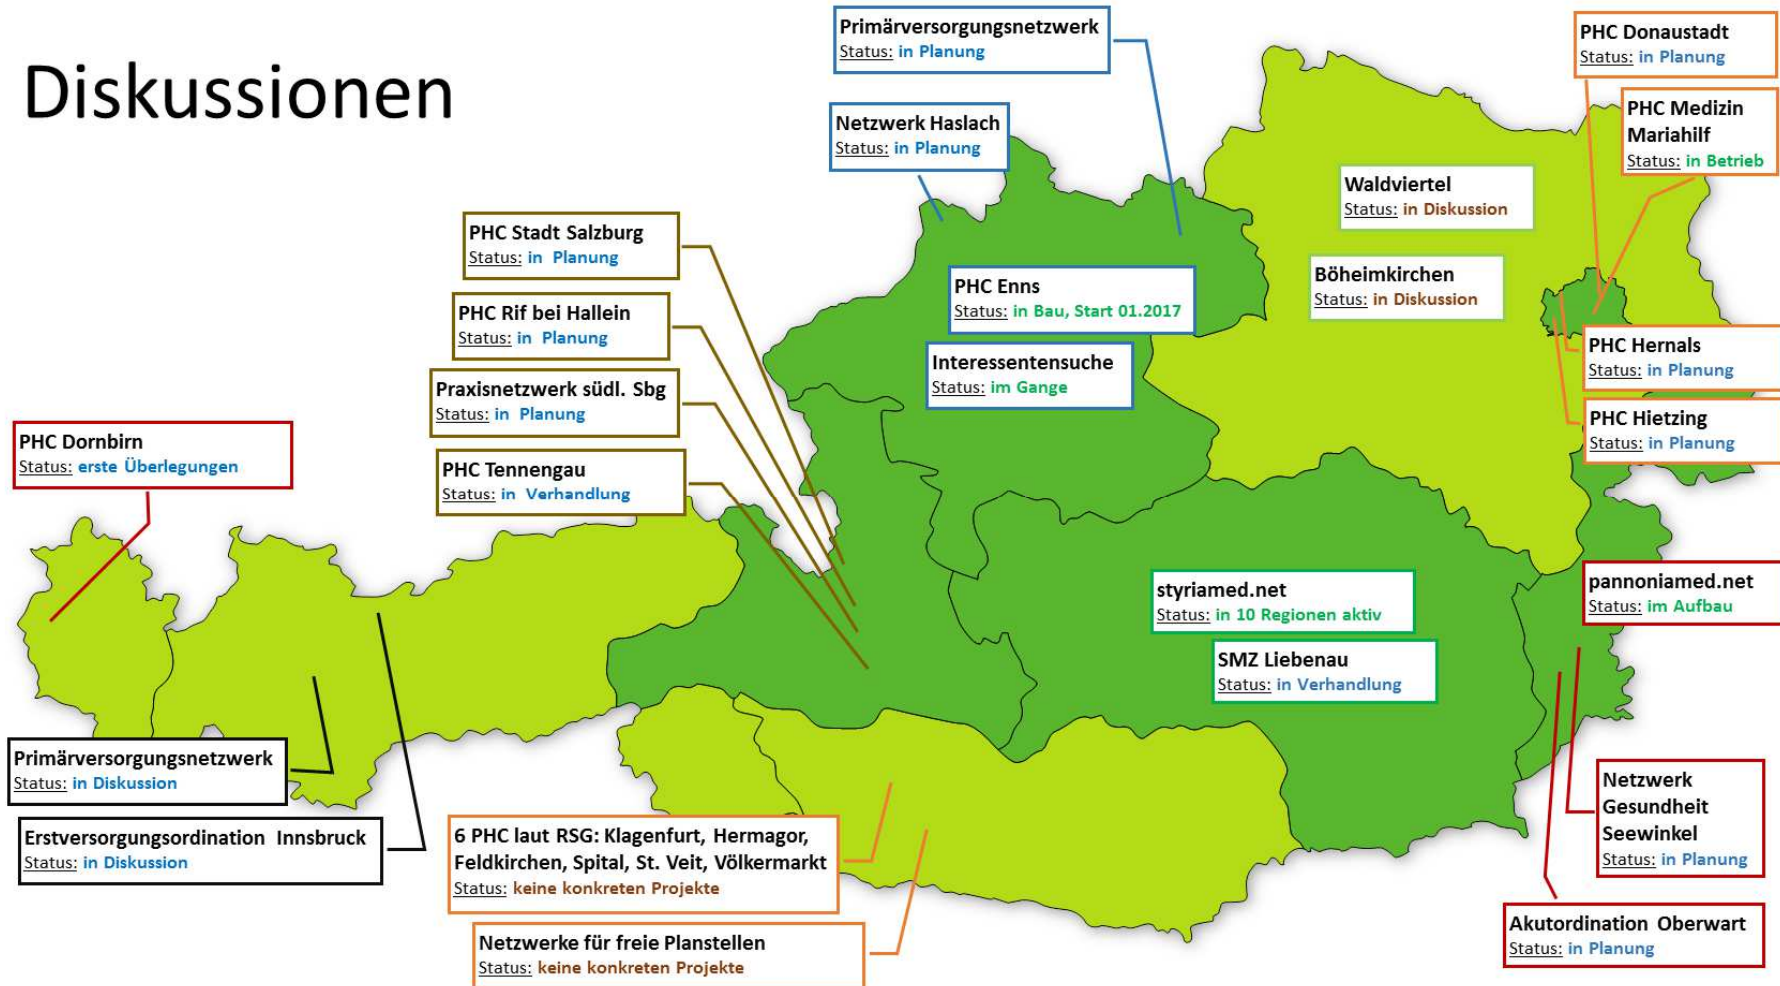 Diskussionen
Primärversorgungsnetzwerk
Status: in Planung
Netzwerk Haslach
Status: in Planung
PHC Donaustadt
Status: in Planung
PHC Medizin
Mariahilf
Status: in Betrieb
Waldviertel
Status: in Diskussion
Böheimkirchen
Status: in Diskussion
PHC Stadt Salzburg
Status: in Planung
PHC Rif bei Hallein
Status: in Planung
Praxisnetzwerk südl. Sbg
Status: in Planung
PHC Tennengau
Status: in Verhandlung
PHC Enns
Status: in Bau, Start 01.2017
Interessentensuche
Status: im Gange
PHC Hernals
Status: in Planung
PHC Hietzing
Status: in Planung
PHC Dornbirn
Status: erste Überlegungen
styriamed.net
Status: in 10 Regionen aktiv
SMZ Liebenau
Status: in Verhandlung
pannoniamed.net
Status: im Aufbau
Primärversorgungsnetzwerk
Status: in Diskussion
Erstversorgungsordination Innsbruck
Status: in Diskussion
6 PHC laut RSG: Klagenfurt, Hermagor,
Feldkirchen, Spital, St. Veit, Völkermarkt
Status: keine konkreten Projekte
Netzwerke für freie Planstellen
Status: keine konkreten Projekte
Netzwerk
Gesundheit
Seewinkel
Status: in Planung
Akutordination Oberwart
Status: in Planung